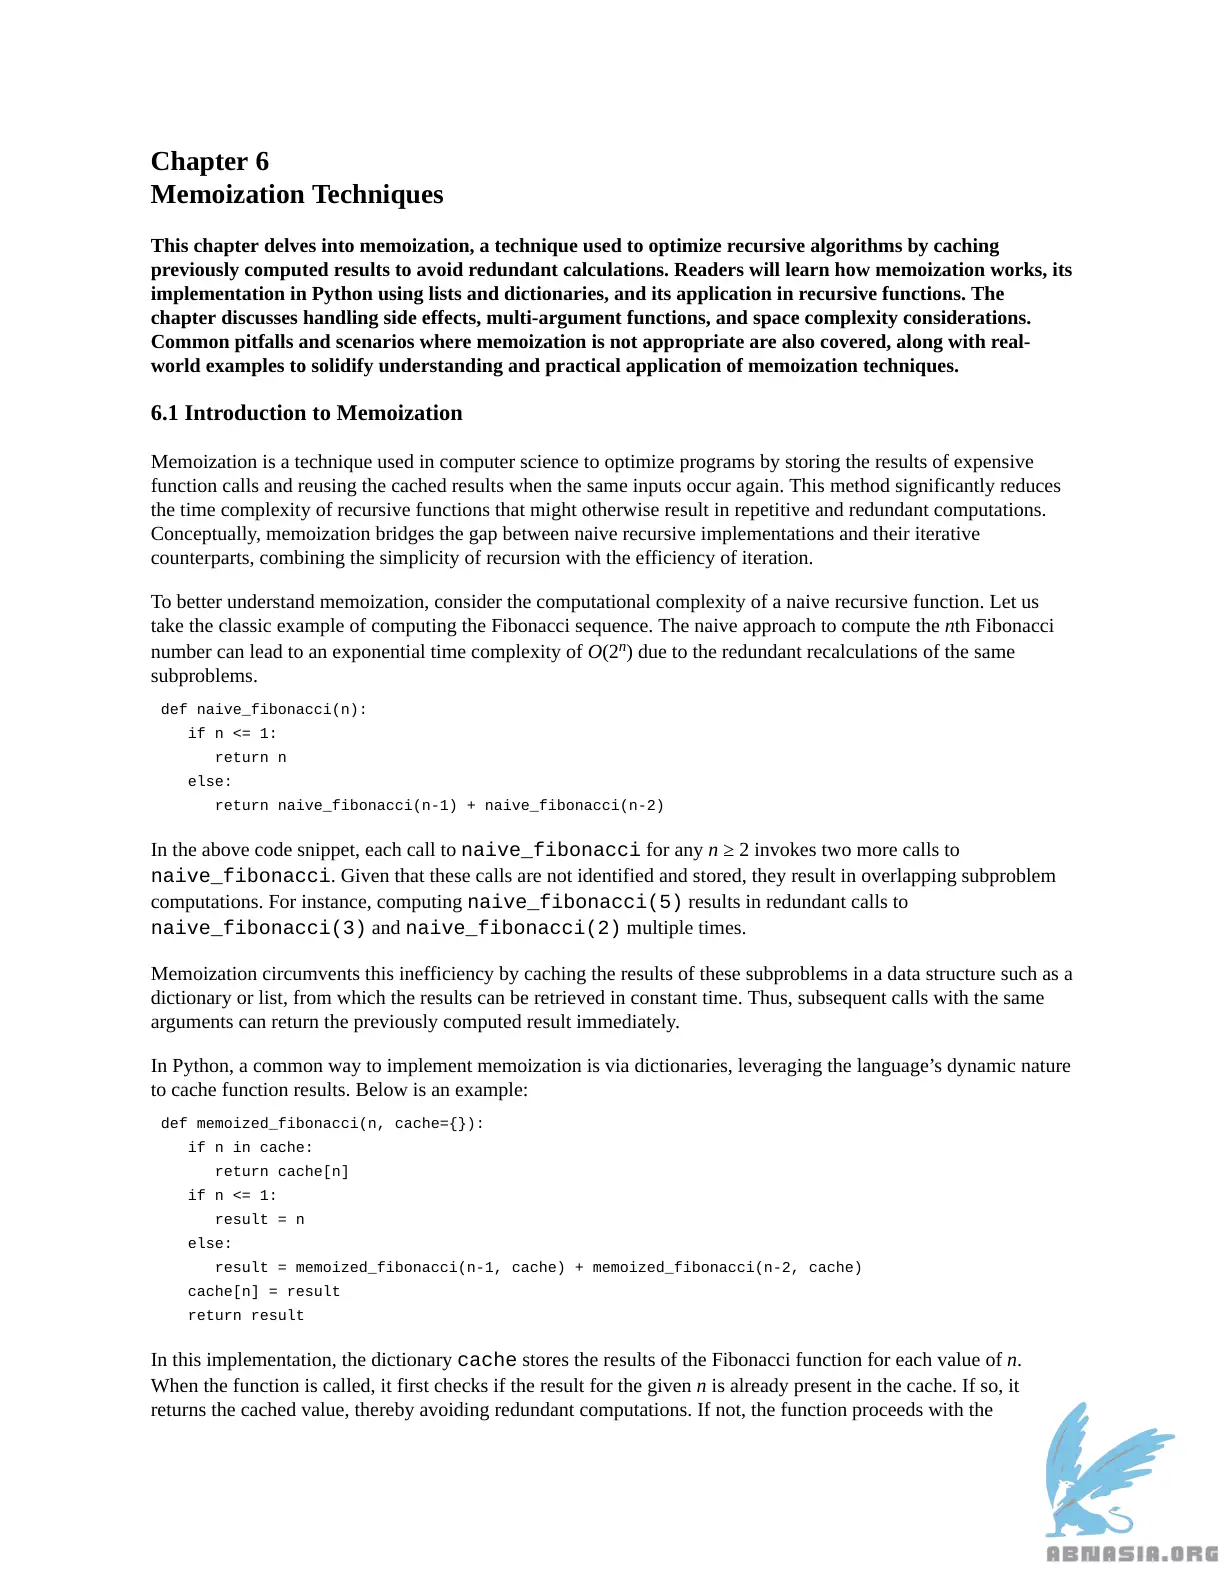 Chapter 6
Memoization Techniques
This chapter delves into memoization, a technique used to optimize recursive algorithms by caching
previously computed results to avoid redundant calculations. Readers will learn how memoization works, its
implementation in Python using lists and dictionaries, and its application in recursive functions. The
chapter discusses handling side effects, multi-argument functions, and space complexity considerations.
Common pitfalls and scenarios where memoization is not appropriate are also covered, along with real-
world examples to solidify understanding and practical application of memoization techniques.
6.1 Introduction to Memoization
Memoization is a technique used in computer science to optimize programs by storing the results of expensive
function calls and reusing the cached results when the same inputs occur again. This method significantly reduces
the time complexity of recursive functions that might otherwise result in repetitive and redundant computations.
Conceptually, memoization bridges the gap between naive recursive implementations and their iterative
counterparts, combining the simplicity of recursion with the efficiency of iteration.
To better understand memoization, consider the computational complexity of a naive recursive function. Let us
take the classic example of computing the Fibonacci sequence. The naive approach to compute the nth Fibonacci
number can lead to an exponential time complexity of O(2ⁿ) due to the redundant recalculations of the same
subproblems.
def naive_fibonacci(n):
   if n <= 1:
      return n
   else:
      return naive_fibonacci(n-1) + naive_fibonacci(n-2)
In the above code snippet, each call to naive_fibonacci for any n ≥ 2 invokes two more calls to
naive_fibonacci. Given that these calls are not identified and stored, they result in overlapping subproblem
computations. For instance, computing naive_fibonacci(5) results in redundant calls to
naive_fibonacci(3) and naive_fibonacci(2) multiple times.
Memoization circumvents this inefficiency by caching the results of these subproblems in a data structure such as a
dictionary or list, from which the results can be retrieved in constant time. Thus, subsequent calls with the same
arguments can return the previously computed result immediately.
In Python, a common way to implement memoization is via dictionaries, leveraging the language’s dynamic nature
to cache function results. Below is an example:
def memoized_fibonacci(n, cache={}):
   if n in cache:
      return cache[n]
   if n <= 1:
      result = n
   else:
      result = memoized_fibonacci(n-1, cache) + memoized_fibonacci(n-2, cache)
   cache[n] = result
   return result
In this implementation, the dictionary cache stores the results of the Fibonacci function for each value of n.
When the function is called, it first checks if the result for the given n is already present in the cache. If so, it
returns the cached value, thereby avoiding redundant computations. If not, the function proceeds with the
ABNASIA.ORG